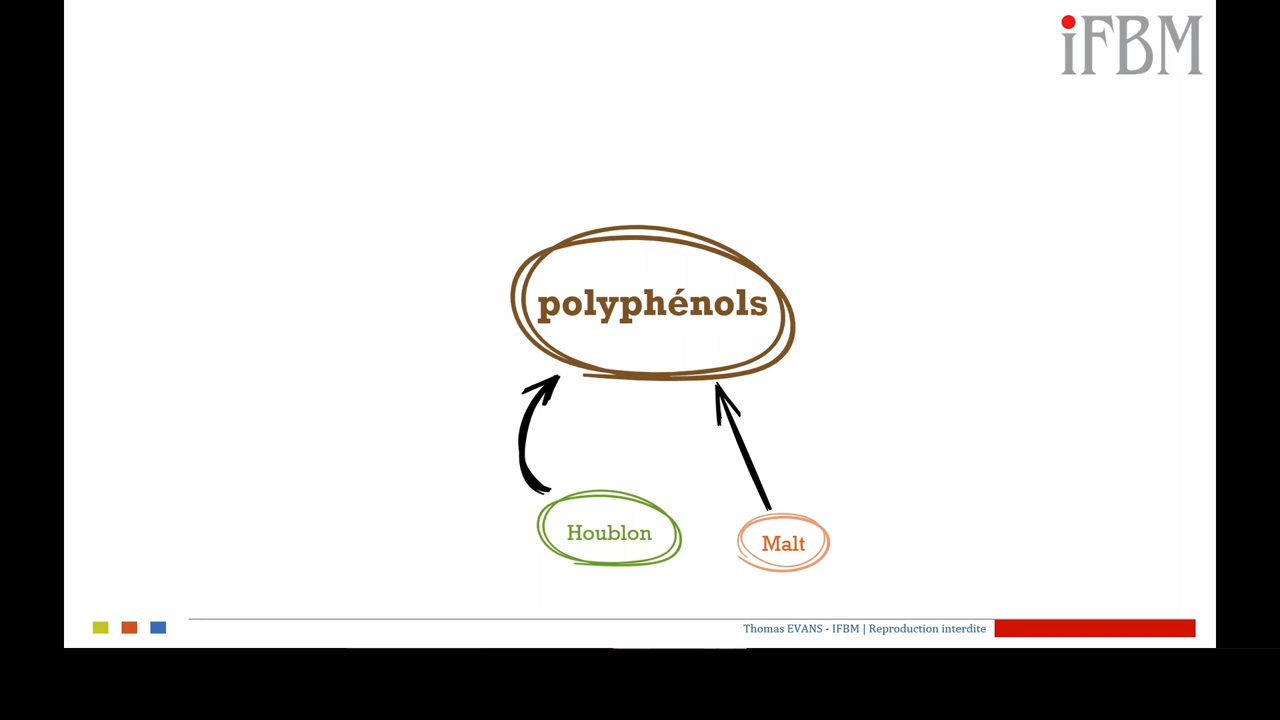 iFBM
polyphénols
Houblon
Malt
Thomas EVANS - IFBM | Reproduction interdite